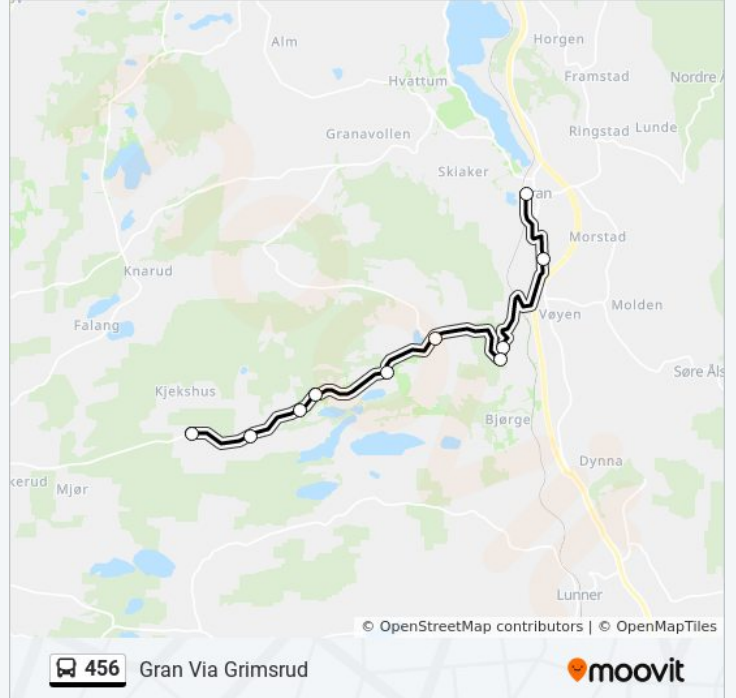 Alm
Horgen
Hvattum
Framstad
Nordre
Granavollen
Ringstad
Lunde
Skiaker
ran
Morstad
Knarud
Molden
Vøyen
Falang
Søre Åls
Kjekshus
Bjørge
Dynna
kerud
Mjør
Lunner
© OpenStreetMap contributors | © OpenMapTiles
456 Gran Via Grimsrud
moovit